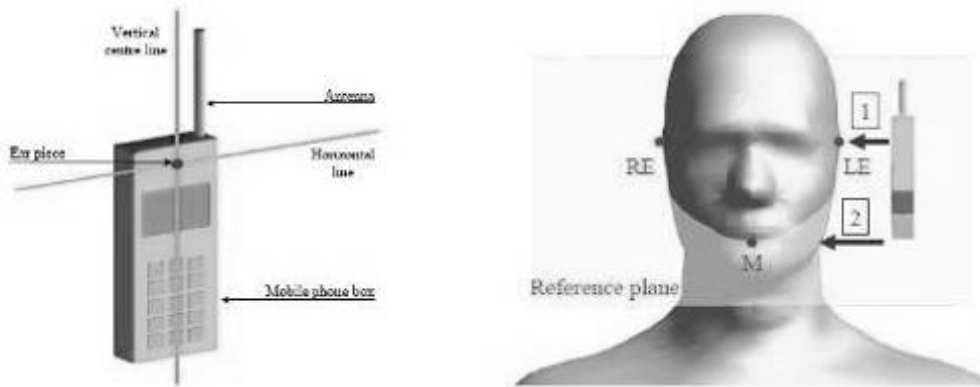 Vertical
centre line
Antenna
Ear piece
Horizontal
line
Mobile phone box
1
RE
LE
2
M
Reference plane